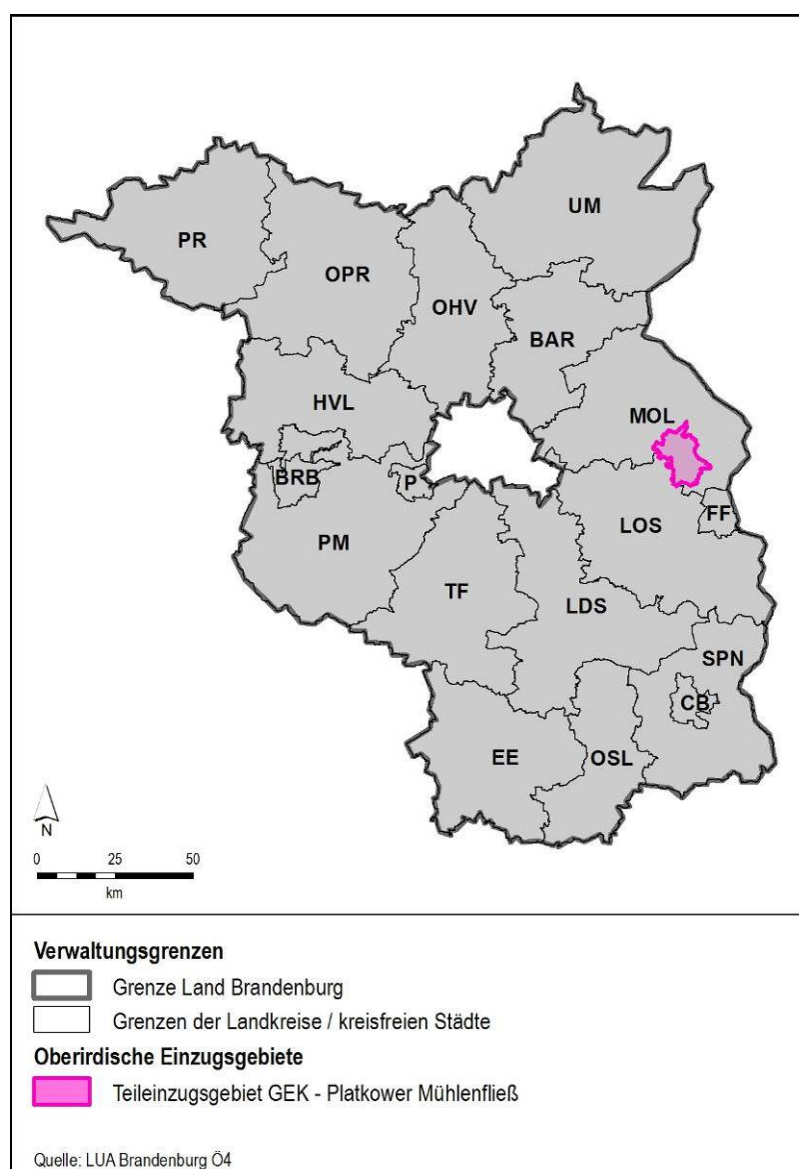 UM
PR
OPR
OHV
BAR
HVL
MOL
BRB
P
FF
LOS
PM
TF
LDS
SPN
CB
EE
OSL
N
0 25 50
km
Verwaltungsgrenzen
Grenze Land Brandenburg
Grenzen der Landkreise / kreisfreien Städte
Oberirdische Einzugsgebiete
Teileinzugsgebiet GEK - Platkower Mühlenfließ
Quelle: LUA Brandenburg Ö4